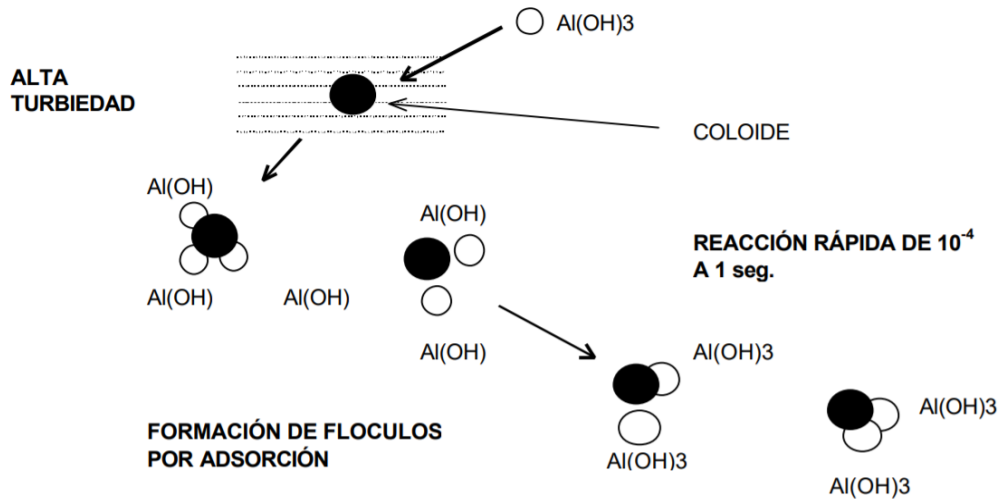 Al(OH)3
ALTA
TURBIEDAD
COLOIDE
Al(OH)
Al(OH)
REACCIÓN RÁPIDA DE 10⁻⁴
A 1 seg.
Al(OH)
Al(OH)
Al(OH)
Al(OH)3
Al(OH)3
FORMACIÓN DE FLOCULOS
POR ADSORCIÓN
Al(OH)3
Al(OH)3